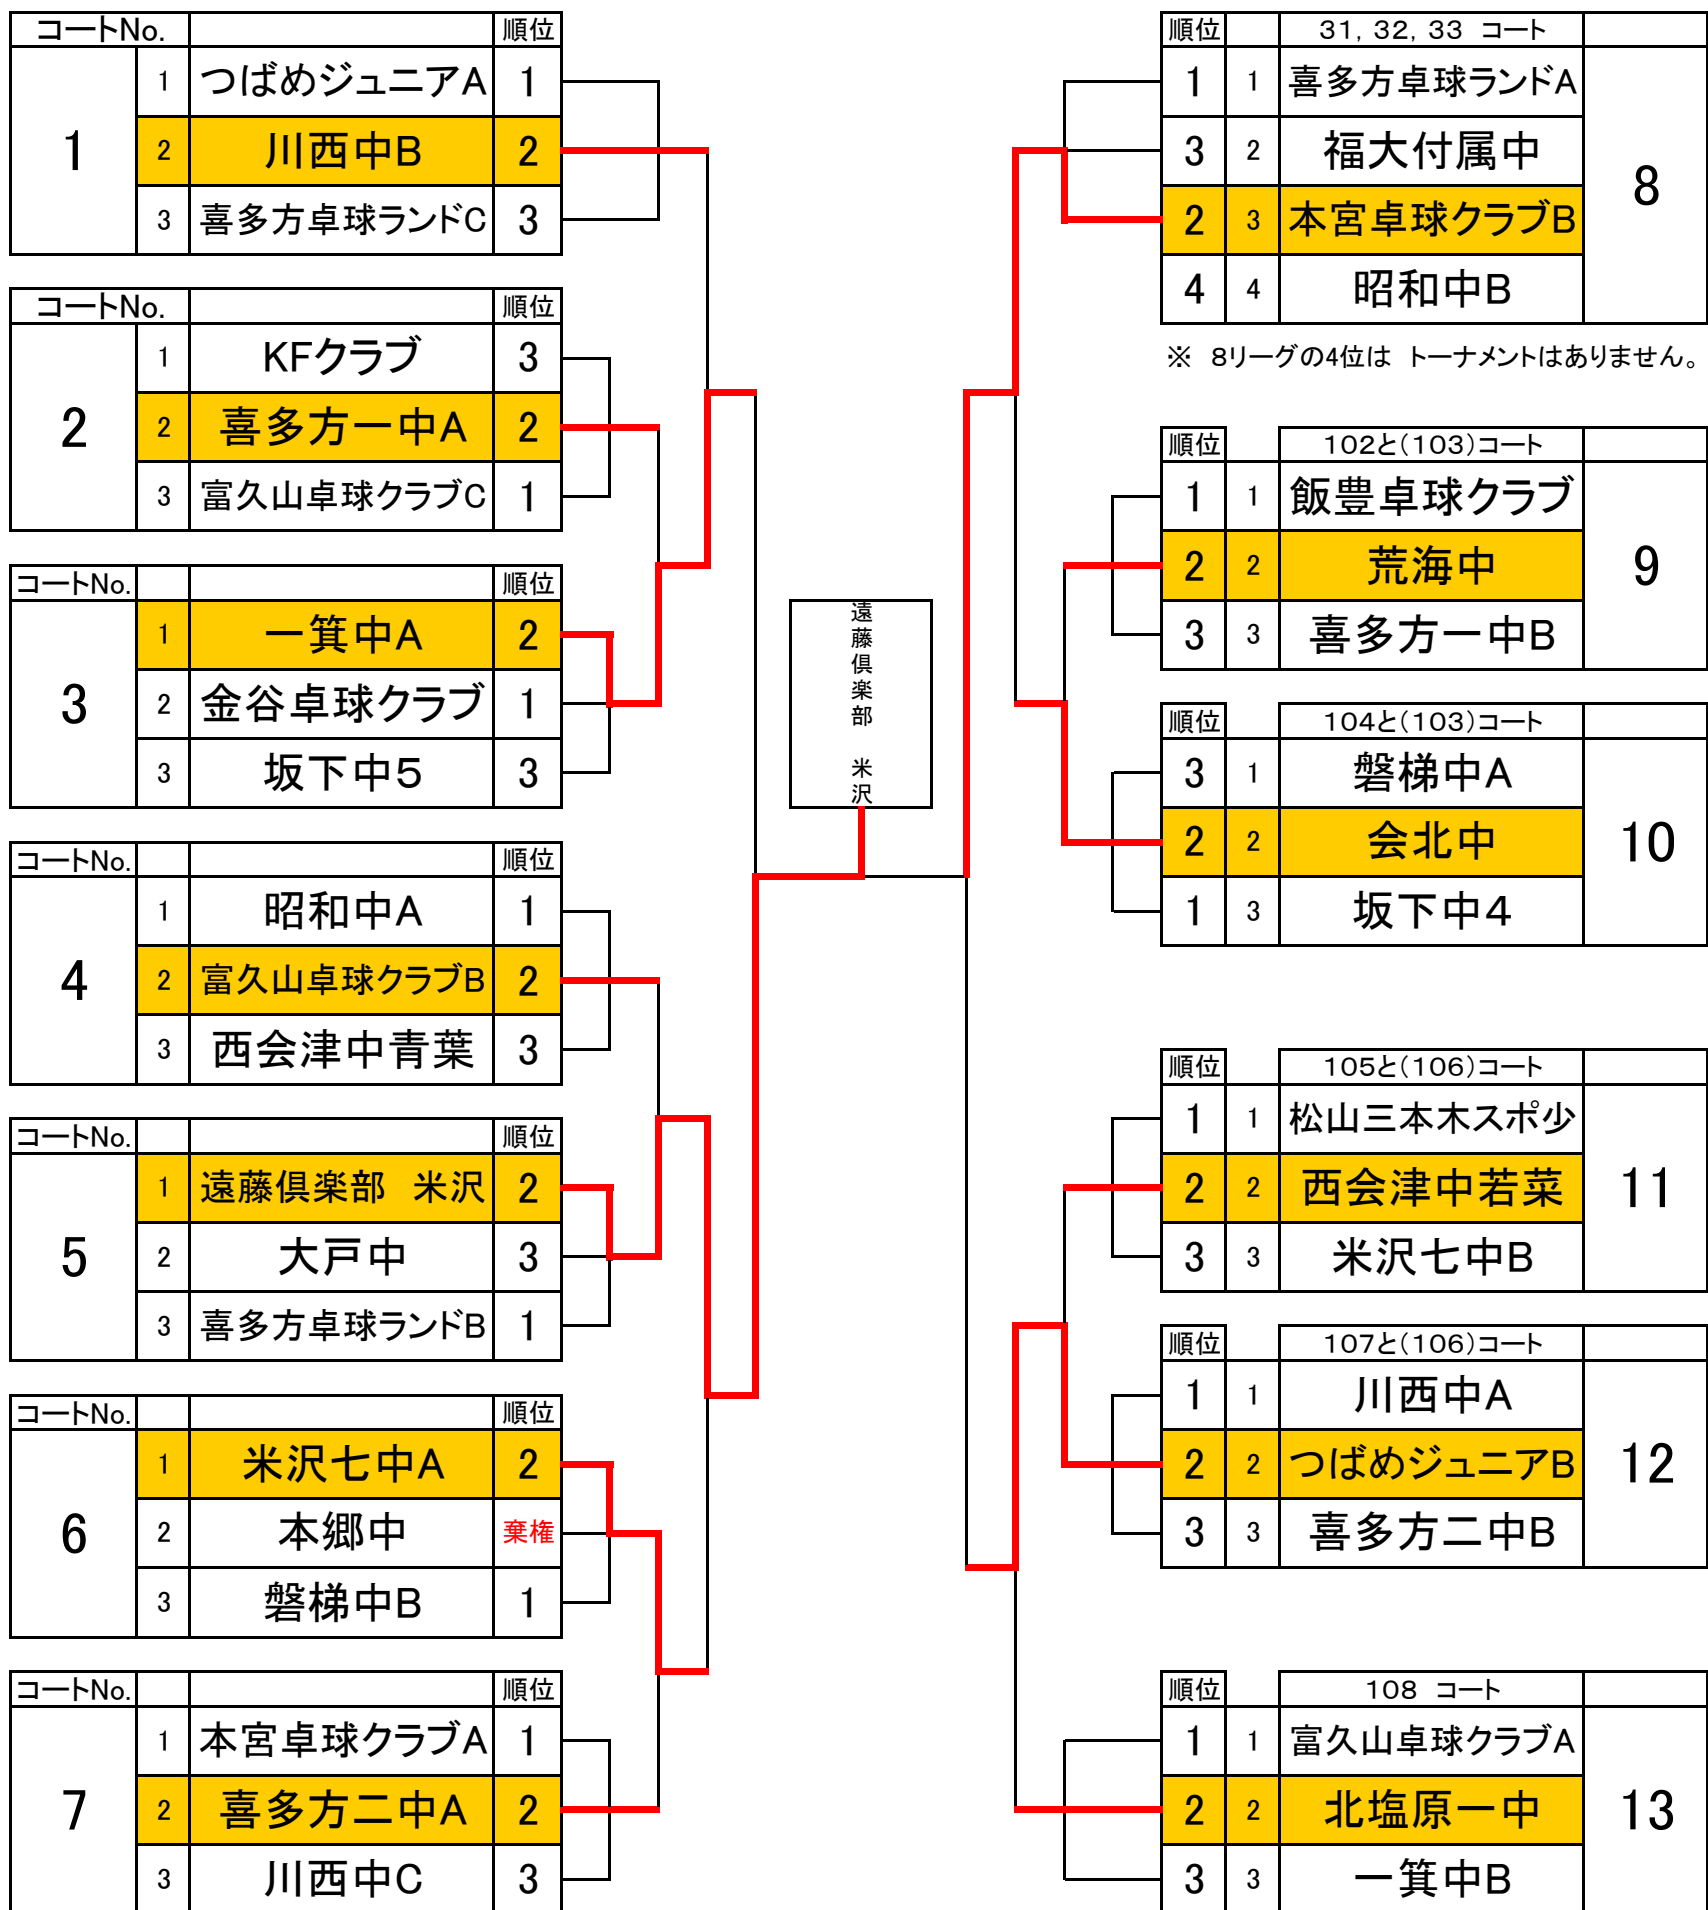 コートNo. 順位
1 1 つばめジュニアA 1
2 川西中B 2
3 喜多方卓球ランドC 3
コートNo. 順位
2 1 KFクラブ 3
2 喜多方一中A 2
3 富久山卓球クラブC 1
コートNo. 順位
3 1 一箕中A 2
2 金谷卓球クラブ 1
3 坂下中5 3
コートNo. 順位
4 1 昭和中A 1
2 富久山卓球クラブB 2
3 西会津中青葉 3
コートNo. 順位
5 1 遠藤倶楽部　米沢 2
2 大戸中 3
3 喜多方卓球ランドB 1
コートNo. 順位
6 1 米沢七中A 2
2 本郷中 棄権
3 磐梯中B 1
コートNo. 順位
7 1 本宮卓球クラブA 1
2 喜多方二中A 2
3 川西中C 3
遠藤倶楽部　米沢
順位 31，32，33　コート
1 1 喜多方卓球ランドA 8
3 2 福大付属中
2 3 本宮卓球クラブB
4 4 昭和中B
※　8リーグの4位は　トーナメントはありません。
順位 102と（103）コート
1 1 飯豊卓球クラブ 9
2 2 荒海中
3 3 喜多方一中B
順位 104と（103）コート
3 1 磐梯中A 10
2 2 会北中
1 3 坂下中4
順位 105と（106）コート
1 1 松山三本木スポ少 11
2 2 西会津中若菜
3 3 米沢七中B
順位 107と（106）コート
1 1 川西中A 12
2 2 つばめジュニアB
3 3 喜多方二中B
順位 108　コート
1 1 富久山卓球クラブA 13
2 2 北塩原一中
3 3 一箕中B